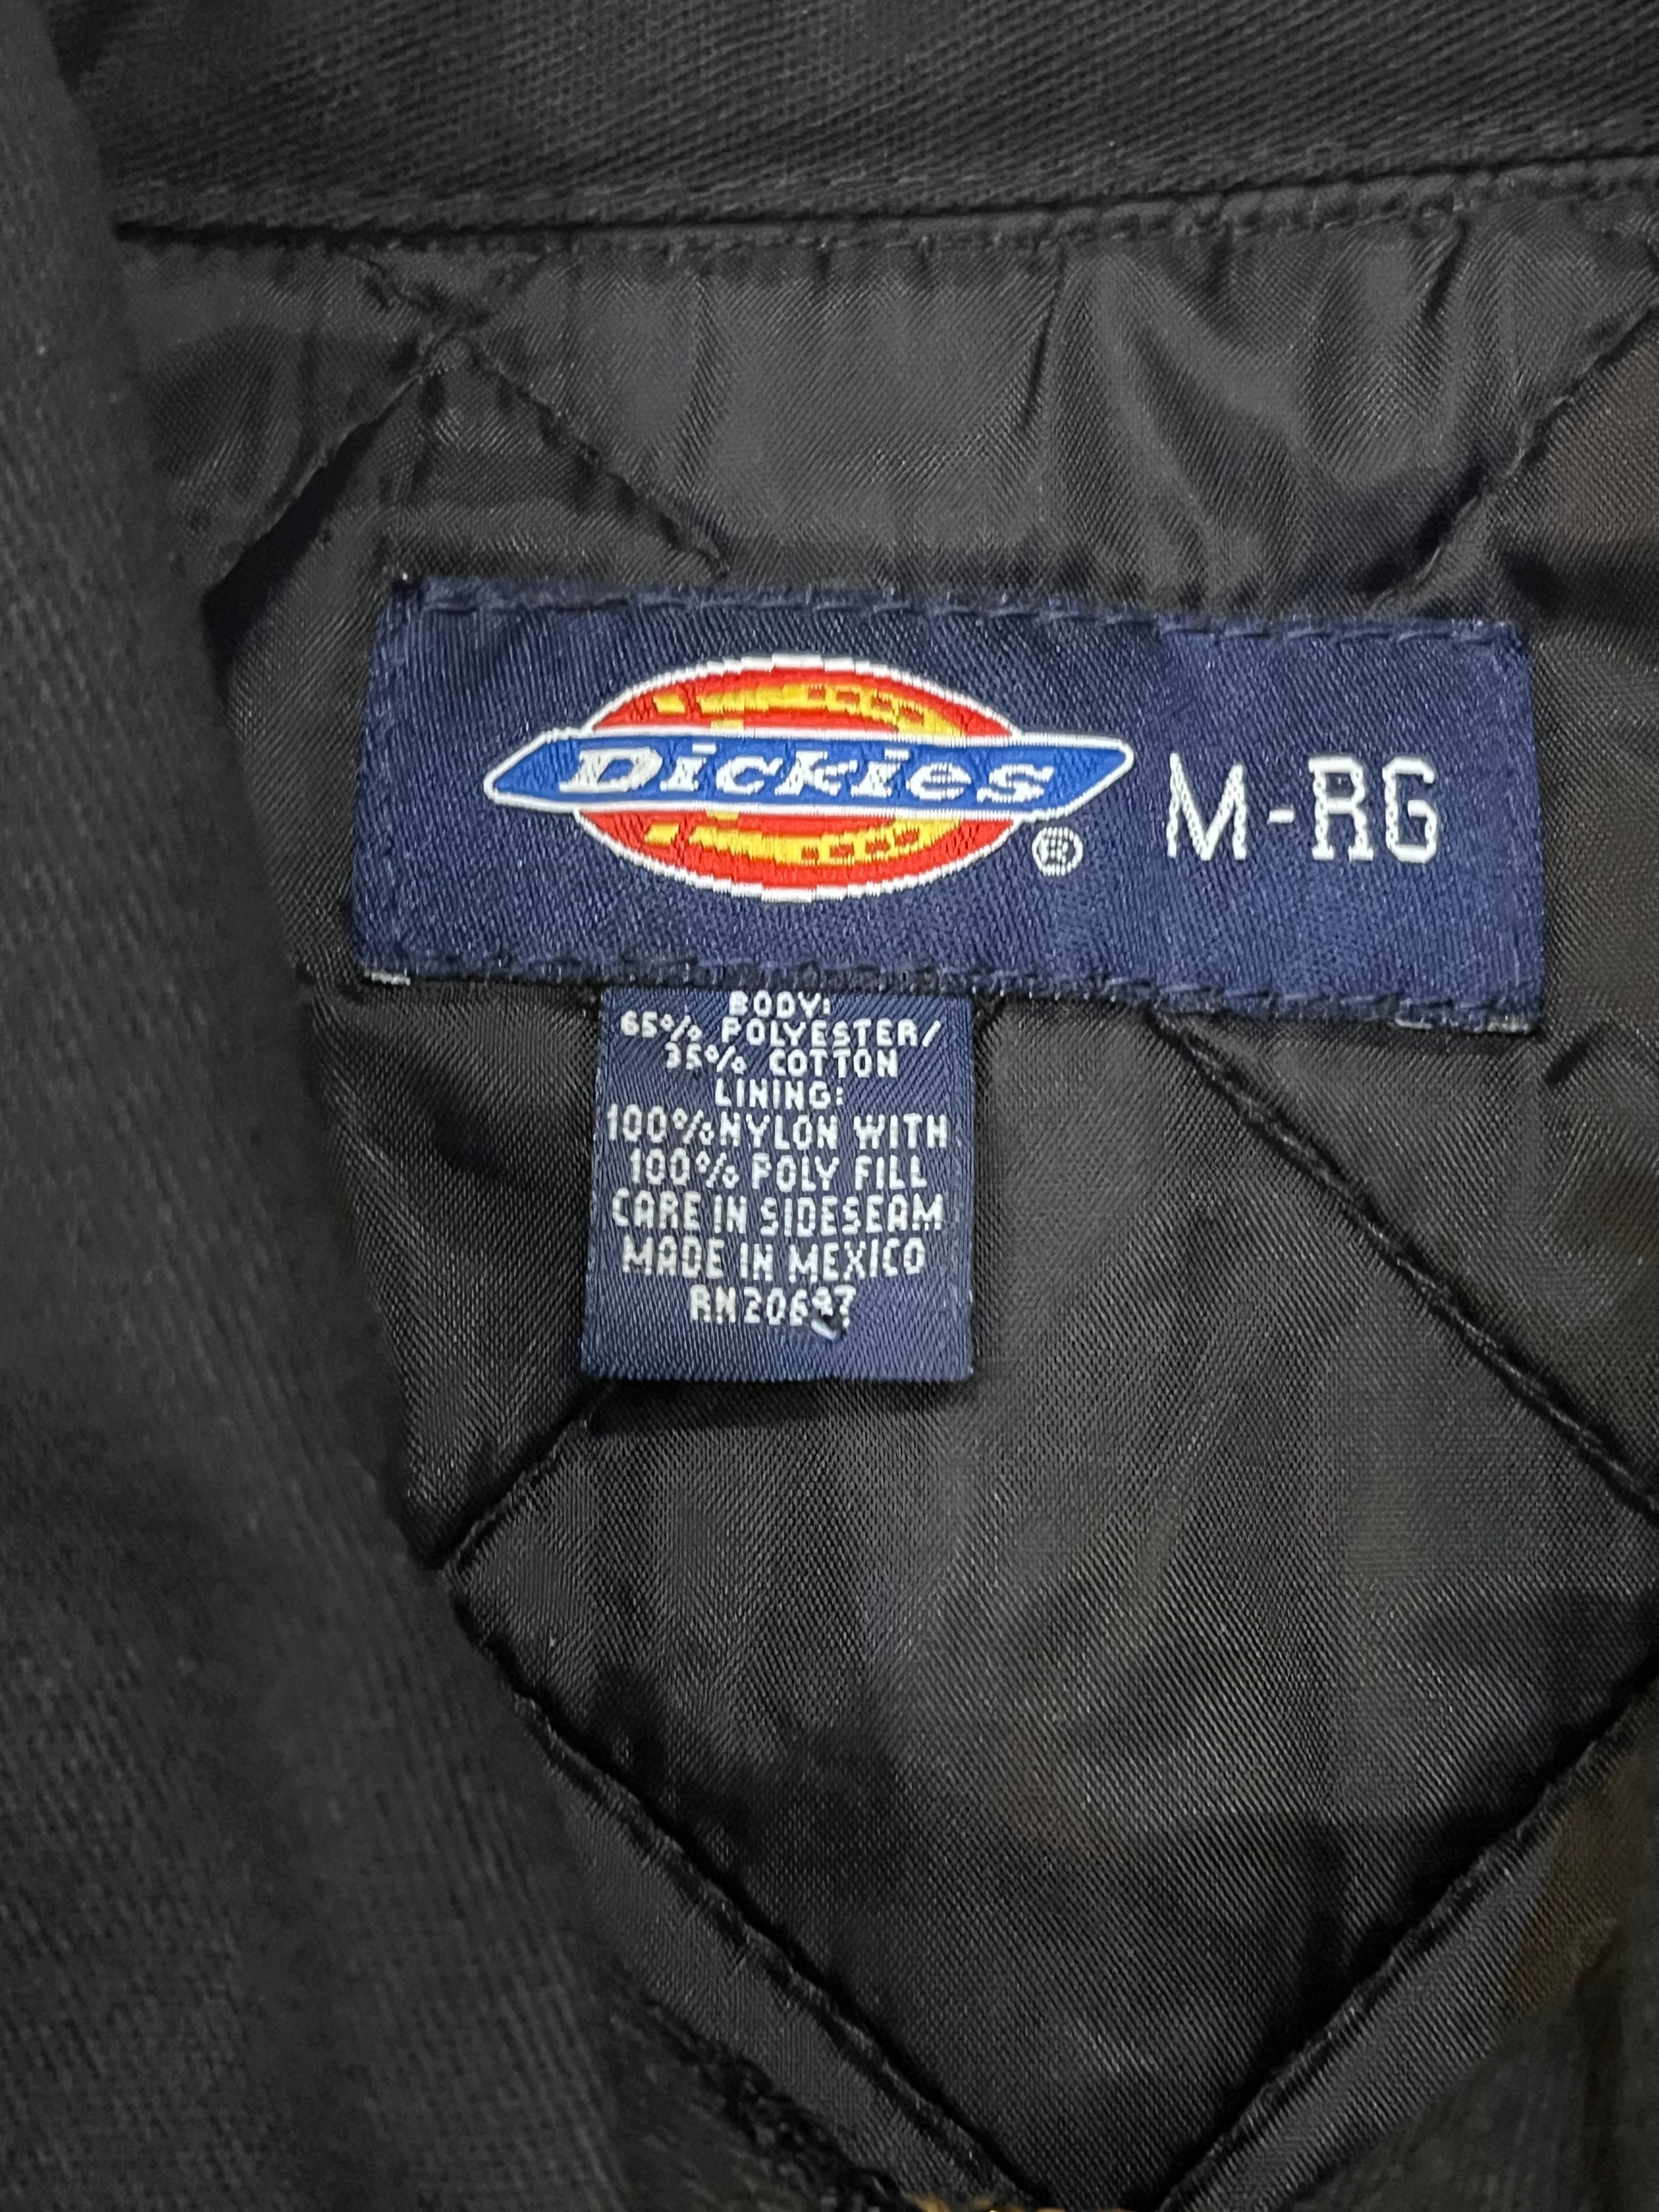 Dickies
®
M-RG
BODY:
65% POLYESTER/
35% COTTON
LINING:
100% NYLON WITH
100% POLY FILL
CARE IN SIDESEAM
MADE IN MEXICO
RN20697